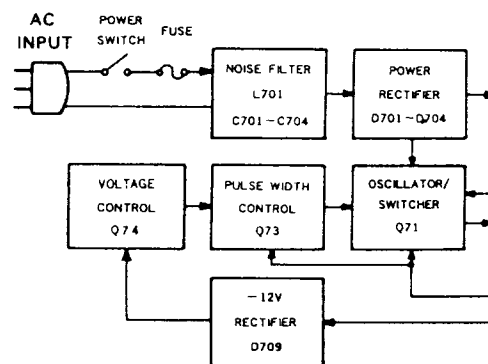 AC
INPUT
POWER
SWITCH
FUSE
NOISE FILTER
L701
C701–C704
POWER
RECTIFIER
D701–D704
VOLTAGE
CONTROL
Q74
PULSE WIDTH
CONTROL
Q73
OSCILLATOR/
SWITCHER
Q71
–12V
RECTIFIER
D709